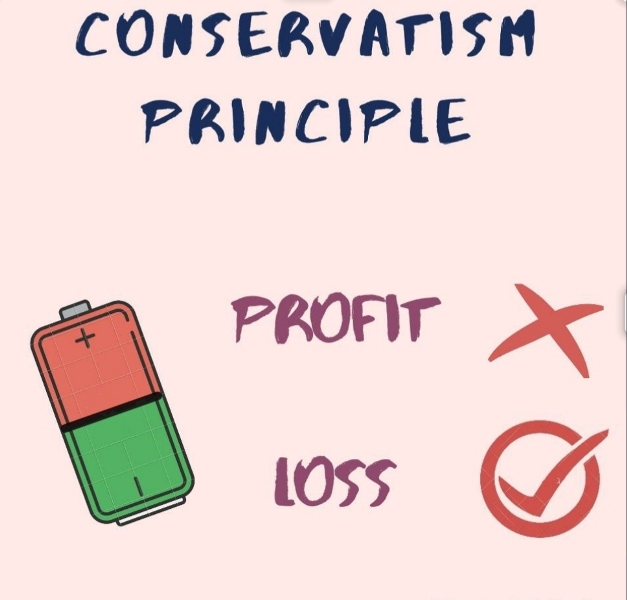 CONSERVATISM
PRINCIPLE
+
PROFIT
LOSS